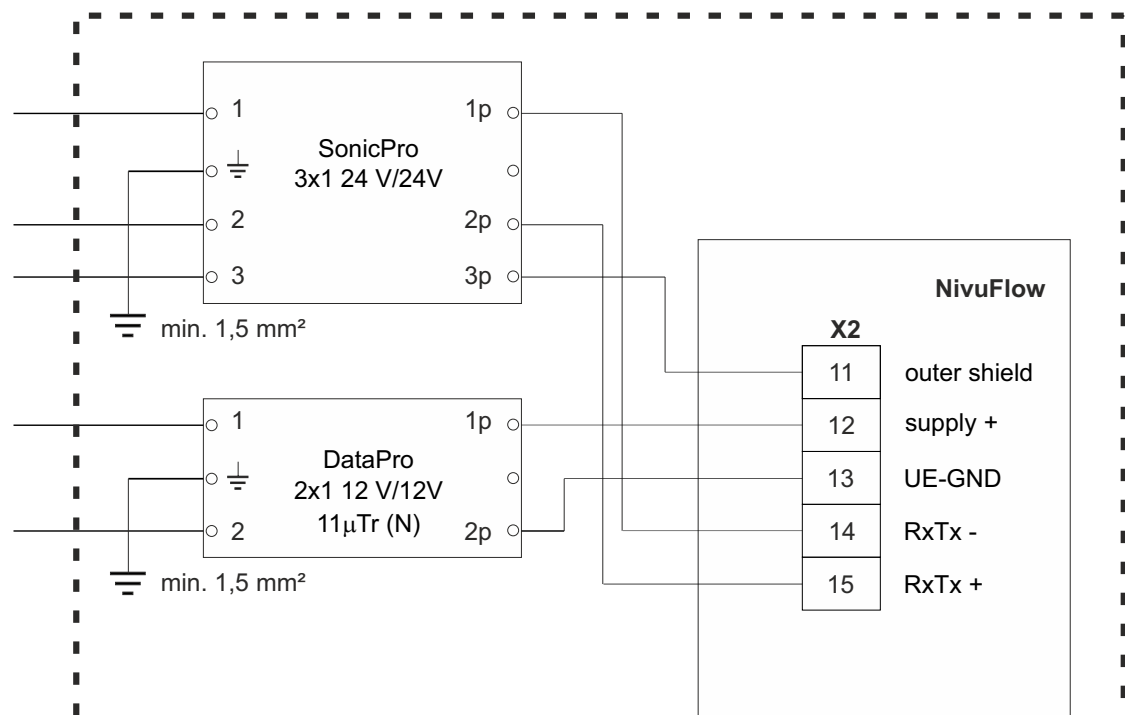 1 1p
SonicPro
3x1 24 V/24V
2 2p
3 3p
min. 1,5 mm²
1 1p
DataPro
2x1 12 V/12V
11µTr (N)
2 2p
min. 1,5 mm²
NivuFlow
X2
11 outer shield
12 supply +
13 UE-GND
14 RxTx -
15 RxTx +